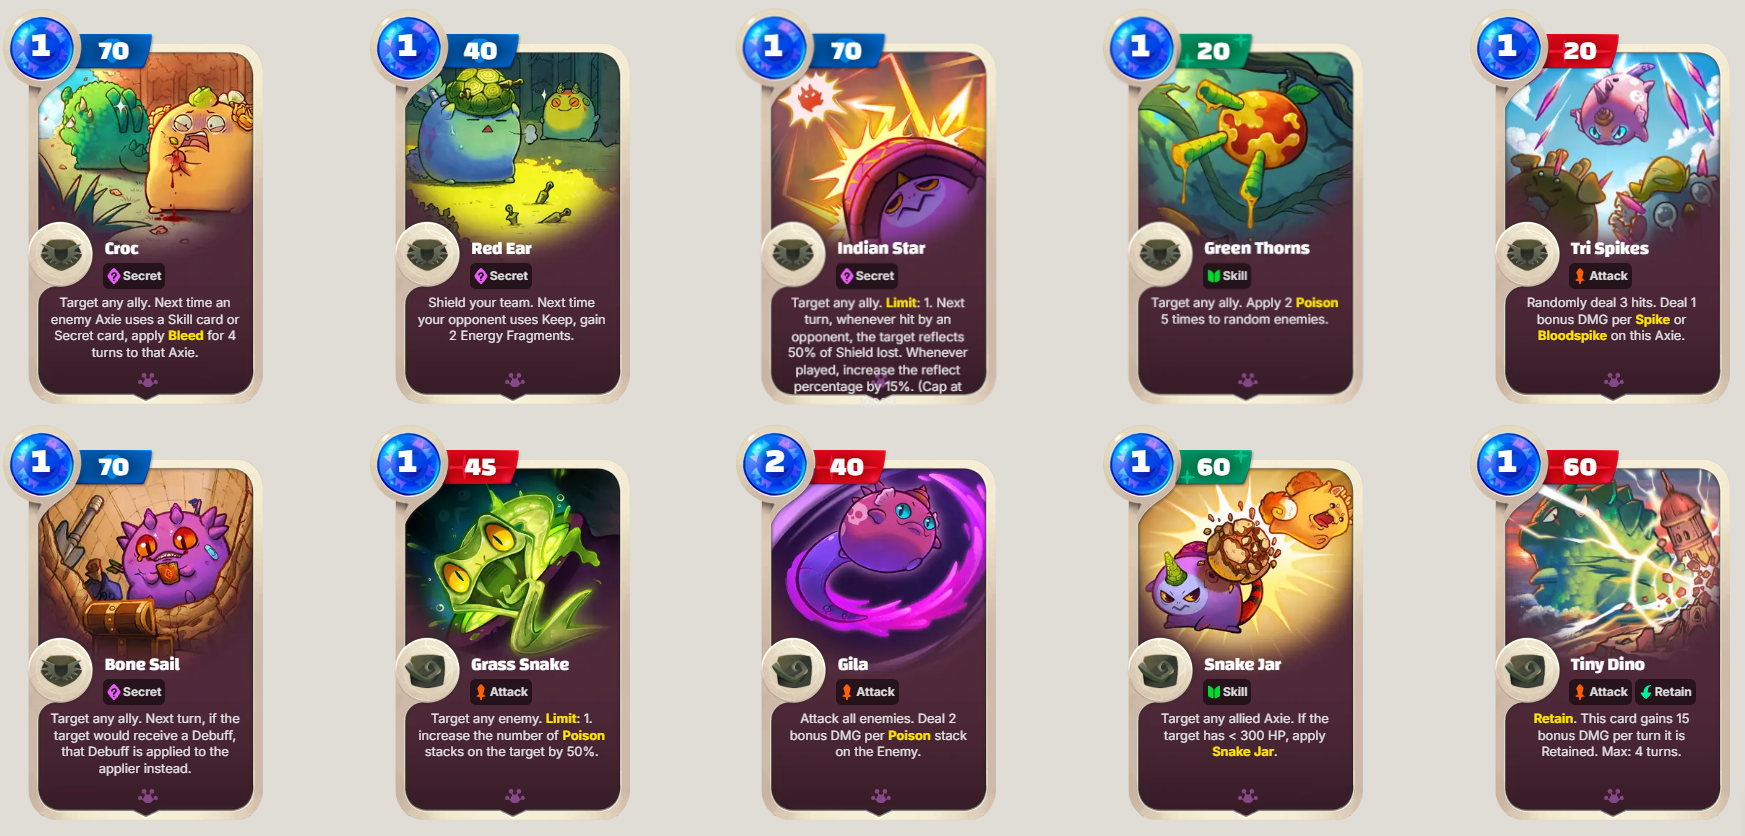 1
70
Croc
Secret
Target any ally. Next time an
enemy Axie uses a Skill card or
Secret card, apply Bleed for 4
turns to that Axie.
1
40
Red Ear
Secret
Shield your team. Next time
your opponent uses Keep, gain
2 Energy Fragments.
1
70
Indian Star
Secret
Target any ally. Limit: 1. Next
turn, whenever hit by an
opponent, the target reflects
50% of Shield lost. Whenever
played, increase the reflect
percentage by 15%. (Cap at
1
20
Green Thorns
Skill
Target any ally. Apply 2 Poison
5 times to random enemies.
1
20
Tri Spikes
Attack
Randomly deal 3 hits. Deal 1
bonus DMG per Spike or
Bloodspike on this Axie.
1
70
Bone Sail
Secret
Target any ally. Next turn, if the
target would receive a Debuff,
that Debuff is applied to the
applier instead.
1
45
Grass Snake
Attack
Target any enemy. Limit: 1.
increase the number of Poison
stacks on the target by 50%.
2
40
Gila
Attack
Attack all enemies. Deal 2
bonus DMG per Poison stack
on the Enemy.
1
60
Snake Jar
Skill
Target any allied Axie. If the
target has < 300 HP, apply
Snake Jar.
1
60
Tiny Dino
Attack Retain
Retain. This card gains 15
bonus DMG per turn it is
Retained. Max: 4 turns.